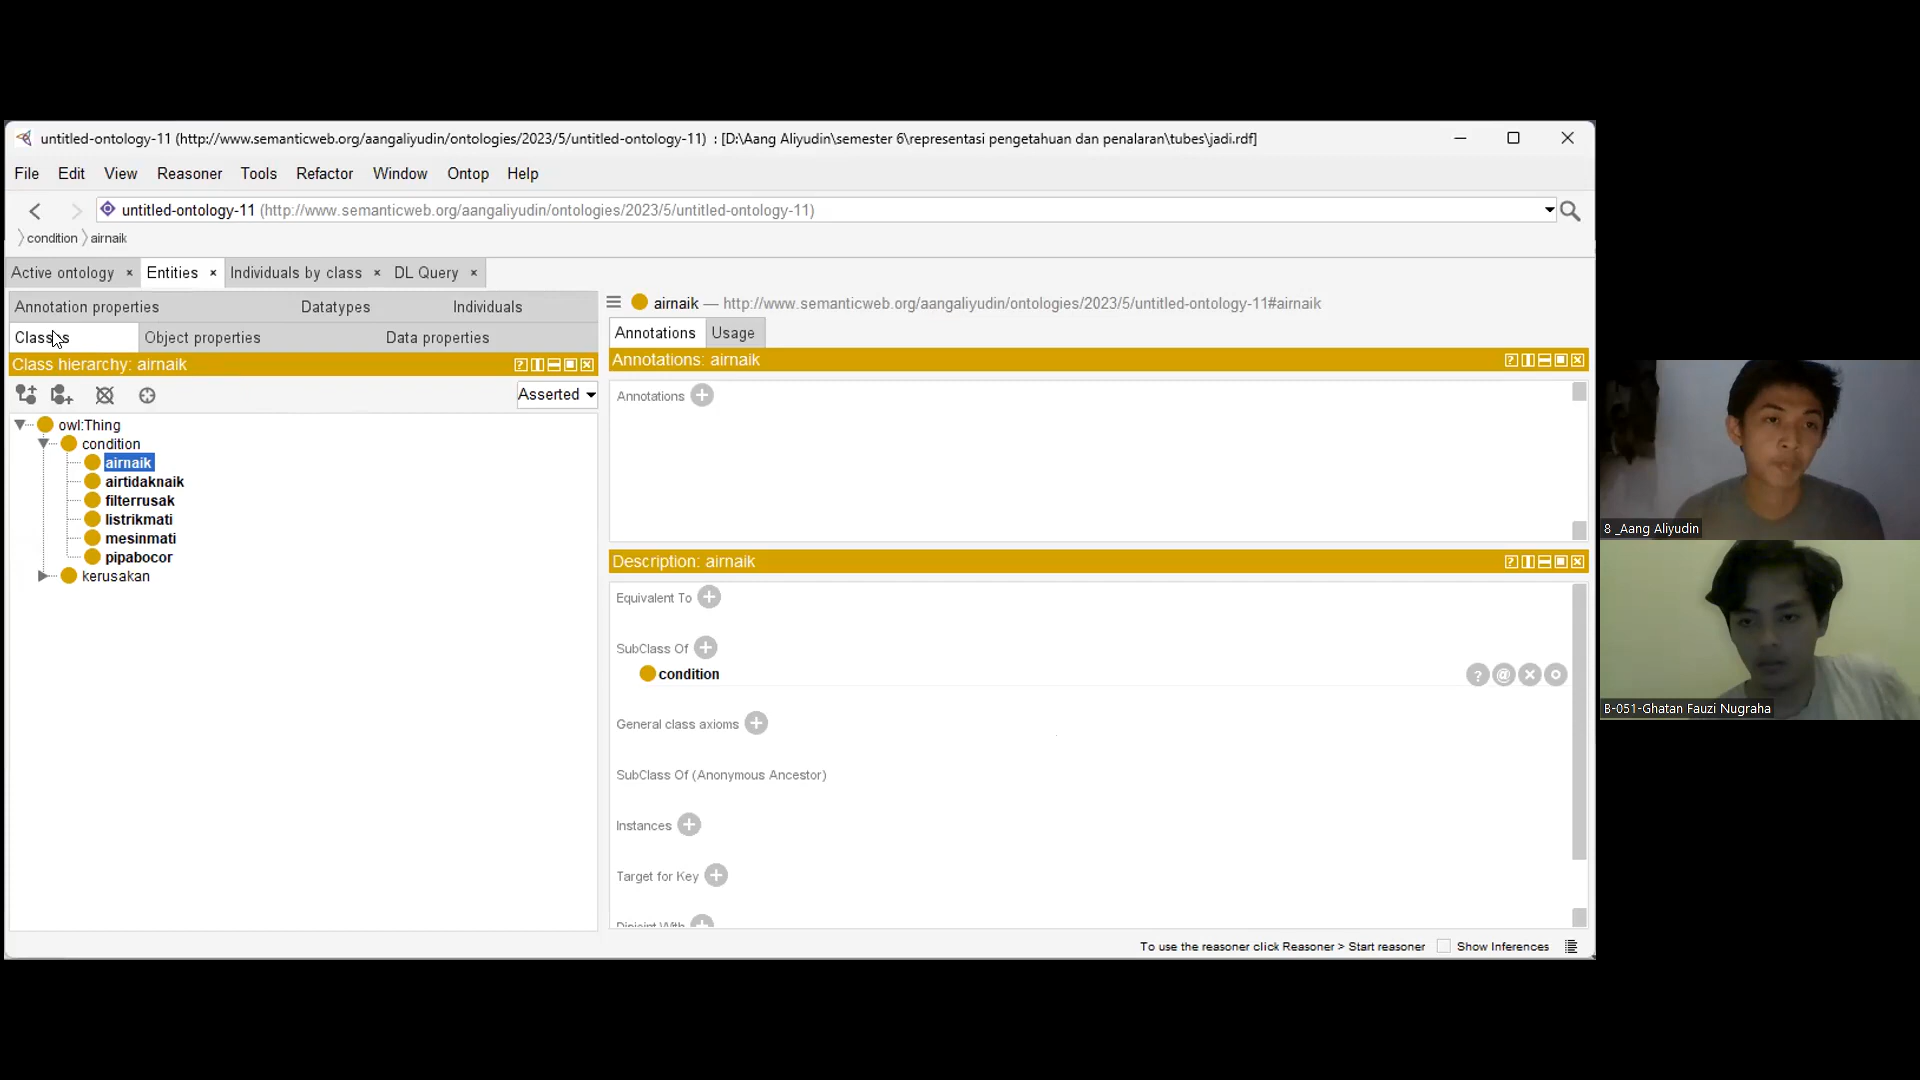 untitled-ontology-11 (http://www.semanticweb.org/aangaliyudin/ontologies/2023/5/untitled-ontology-11) : [D:\Aang Aliyudin\semester 6\representasi pengetahuan dan penalaran\tubes\jadi.rdf]
File Edit View Reasoner Tools Refactor Window Ontop Help
untitled-ontology-11 (http://www.semanticweb.org/aangaliyudin/ontologies/2023/5/untitled-ontology-11)
condition airnaik
Active ontology × Entities × Individuals by class × DL Query ×
Annotation properties Datatypes Individuals
Classes Object properties Data properties
Class hierarchy: airnaik
Asserted
owl:Thing
condition
airnaik
airtidaknaik
filterrusak
listrikmati
mesinmati
pipabocor
kerusakan
airnaik — http://www.semanticweb.org/aangaliyudin/ontologies/2023/5/untitled-ontology-11#airnaik
Annotations Usage
Annotations: airnaik
Annotations
Description: airnaik
Equivalent To
SubClass Of
condition
General class axioms
SubClass Of (Anonymous Ancestor)
Instances
Target for Key
Disjoint With
To use the reasoner click Reasoner > Start reasoner Show Inferences
8 _Aang Aliyudin
B-051-Ghatan Fauzi Nugraha